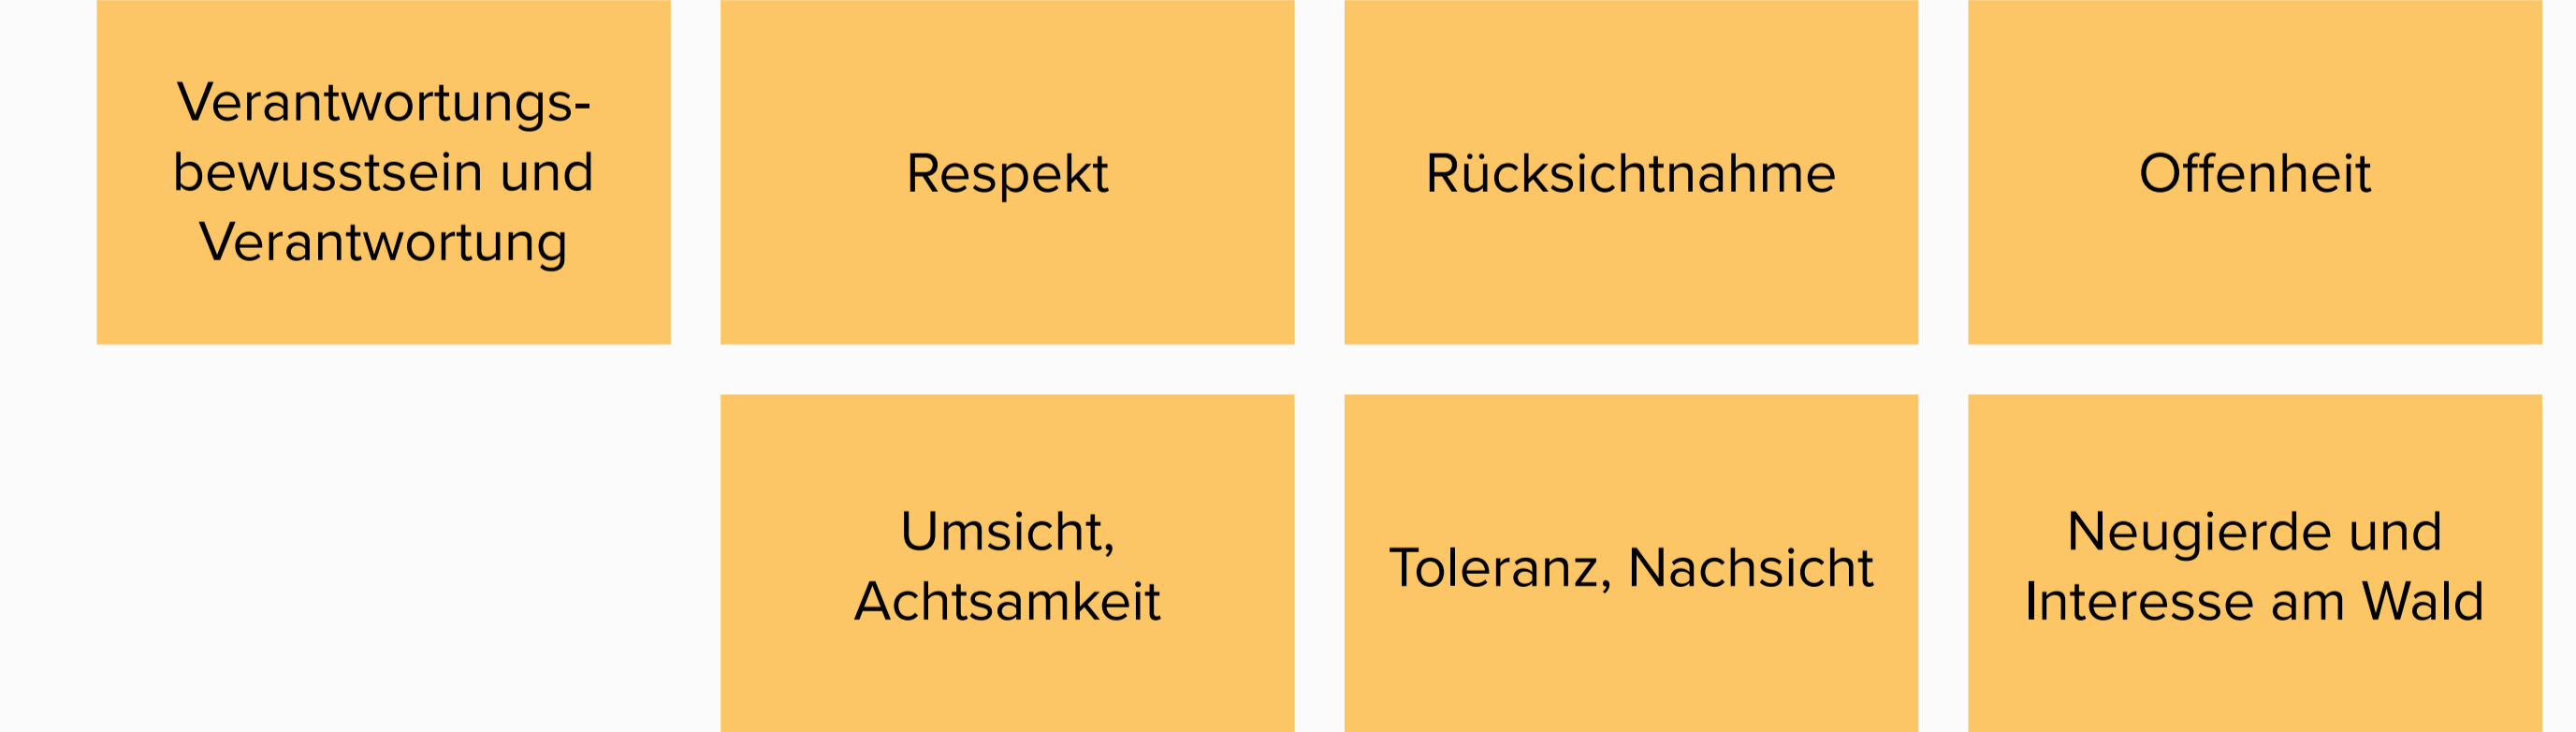 Verantwortungs-
bewusstsein und
Verantwortung
Respekt
Rücksichtnahme
Offenheit
Umsicht,
Achtsamkeit
Toleranz, Nachsicht
Neugierde und
Interesse am Wald